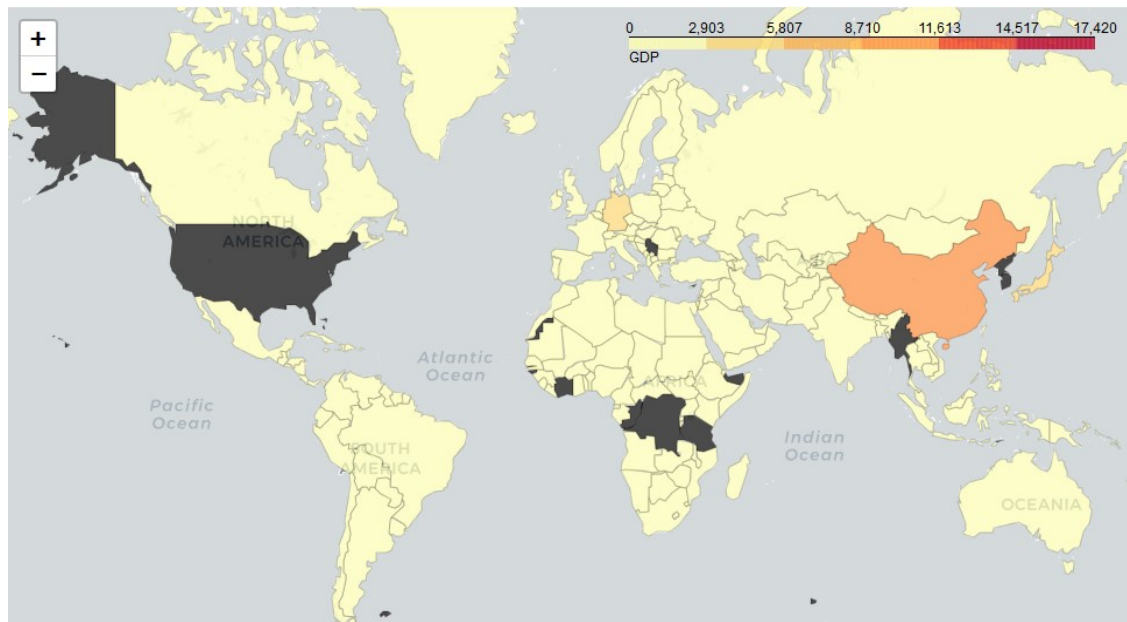 +
−
0 2,903 5,807 8,710 11,613 14,517 17,420
GDP
NORTH
AMERICA
Atlantic
Ocean
AFRICA
Pacific
Ocean
SOUTH
AMERICA
Indian
Ocean
OCEANIA